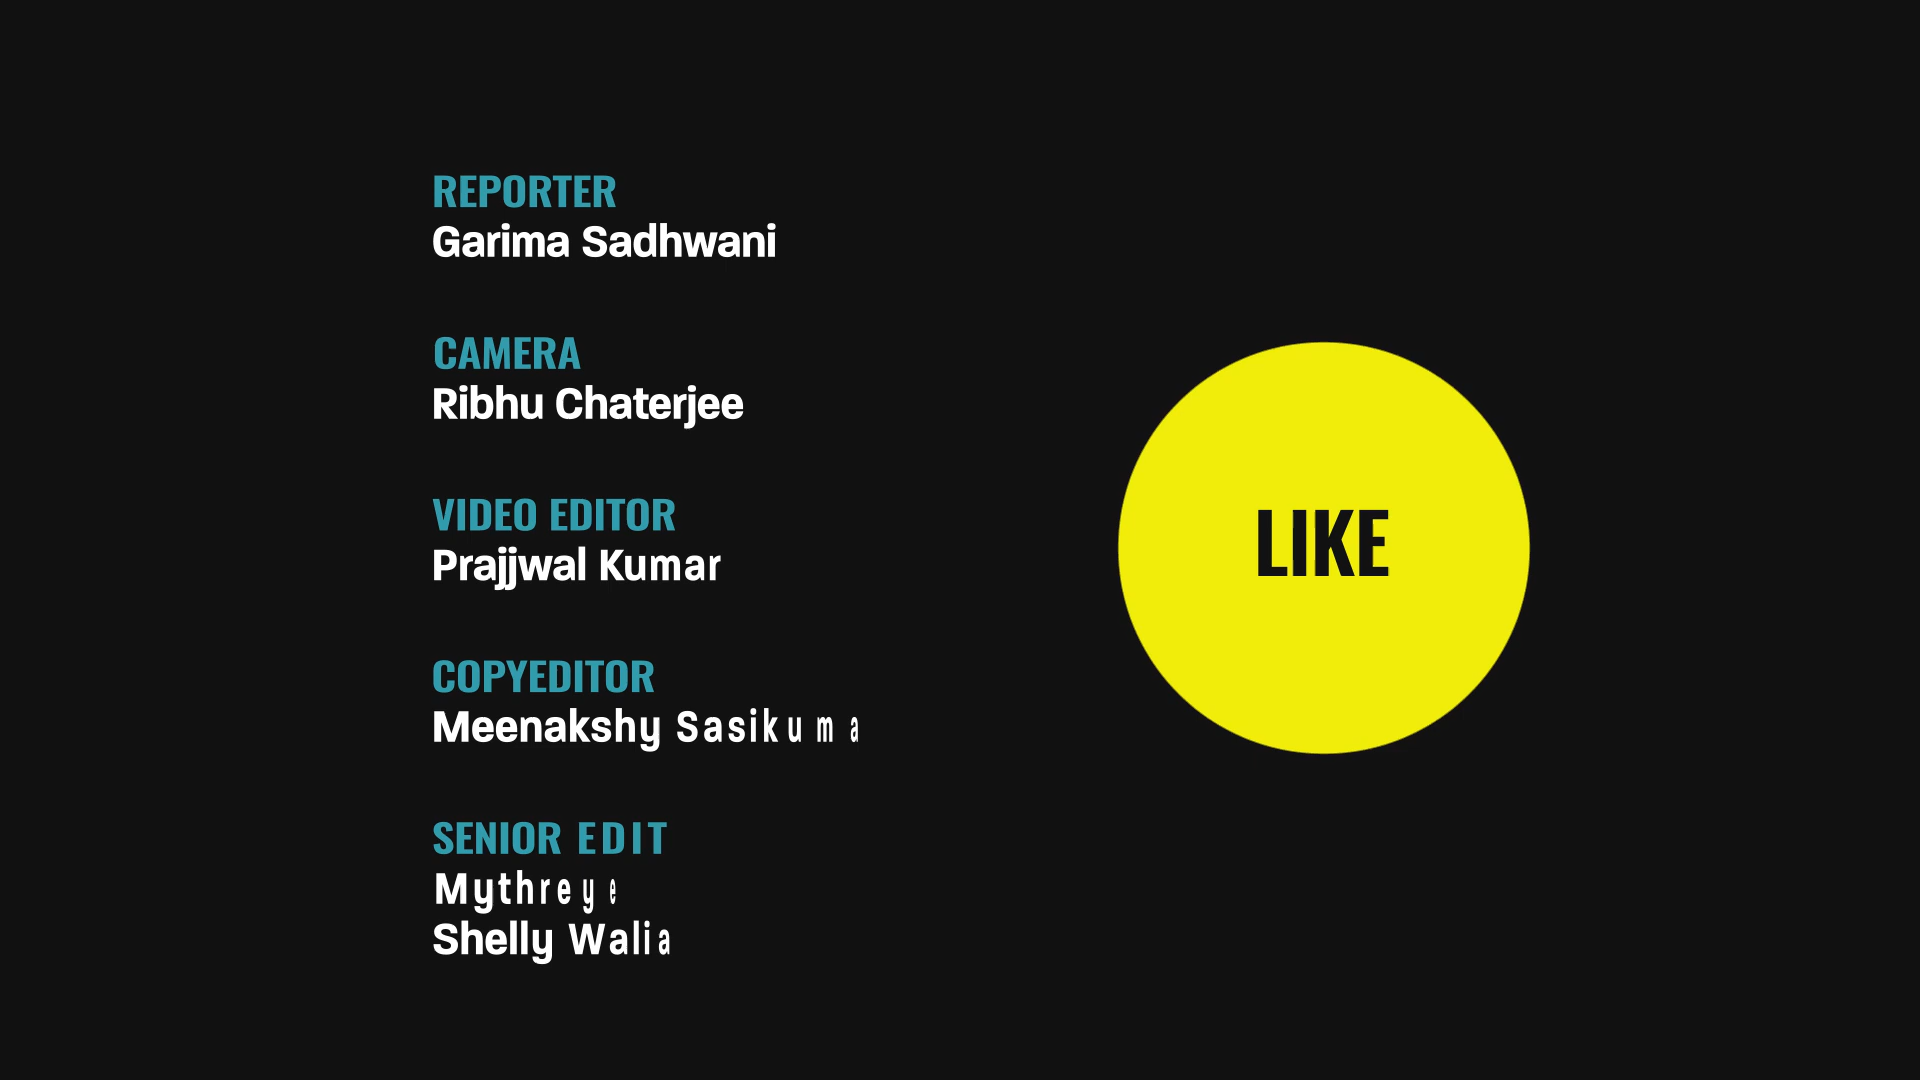 REPORTER
Garima Sadhwani
CAMERA
Ribhu Chaterjee
VIDEO EDITOR
Prajjwal Kumar
COPYEDITOR
Meenakshy Sasikuma
SENIOR EDIT
Mythreye
Shelly Walia
LIKE